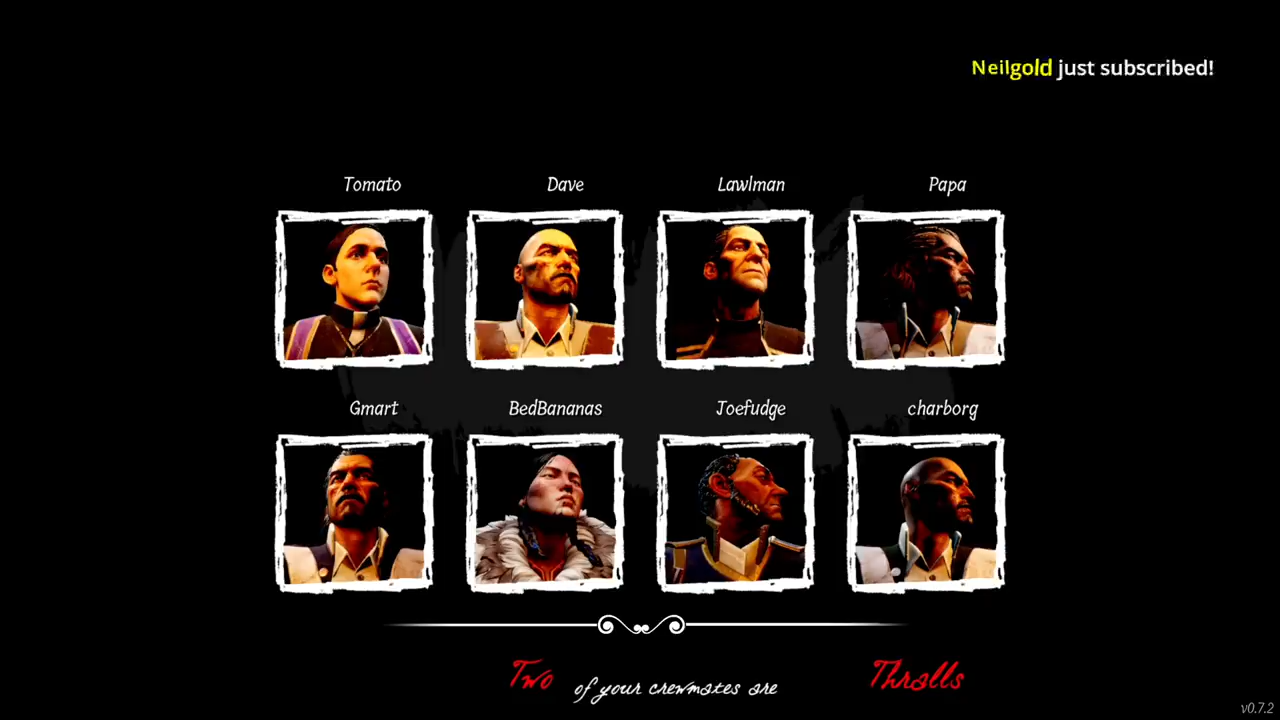 Neilgold just subscribed!
Tomato Dave Lawlman Papa
Gmart BedBananas Joefudge charborg
Two of your crewmates are Thralls
v0.7.2